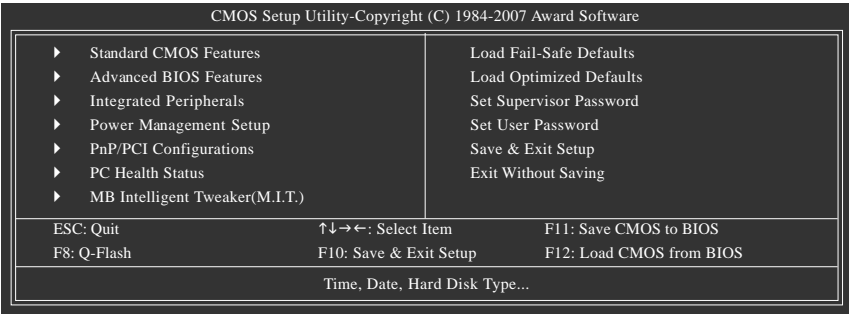 CMOS Setup Utility-Copyright (C) 1984-2007 Award Software
Standard CMOS Features
Advanced BIOS Features
Integrated Peripherals
Power Management Setup
PnP/PCI Configurations
PC Health Status
MB Intelligent Tweaker(M.I.T.)
Load Fail-Safe Defaults
Load Optimized Defaults
Set Supervisor Password
Set User Password
Save & Exit Setup
Exit Without Saving
ESC: Quit ↑↓→←: Select Item F11: Save CMOS to BIOS
F8: Q-Flash F10: Save & Exit Setup F12: Load CMOS from BIOS
Time, Date, Hard Disk Type...